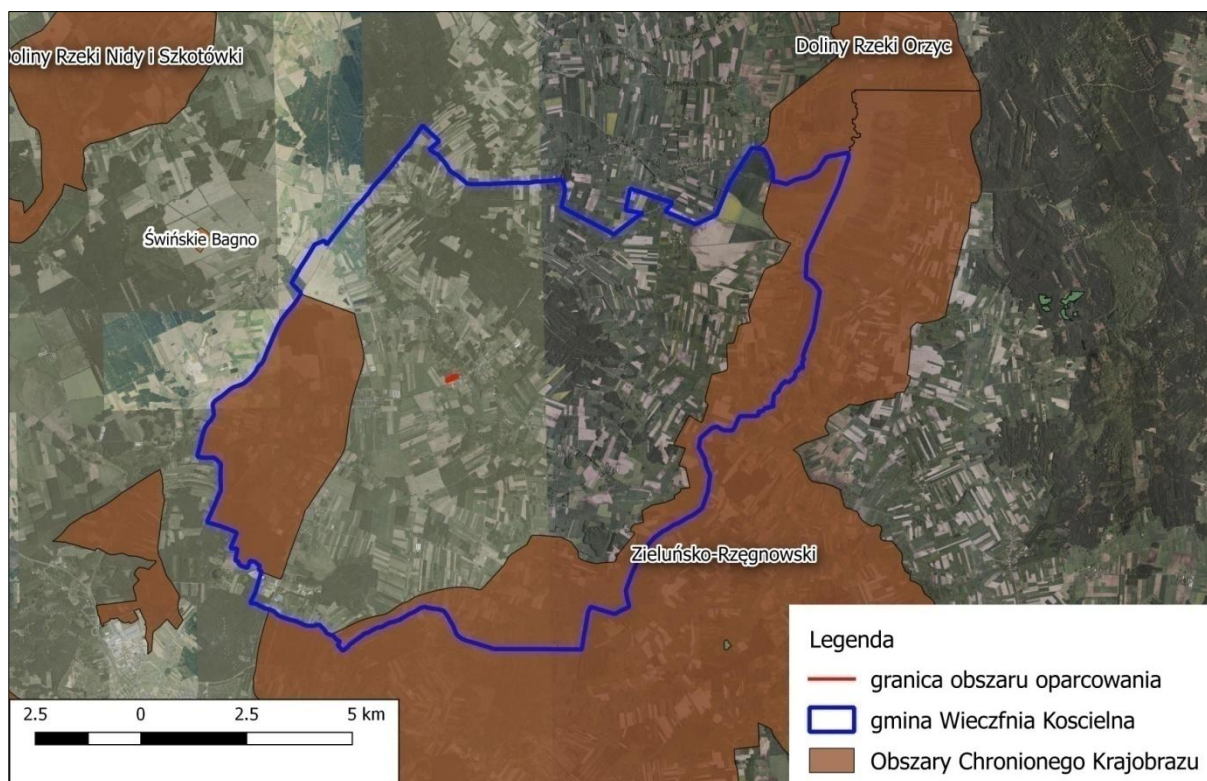 oliny Rzeki Nidy i Szkotówki
Doliny Rzeki Orzyc
Świńskie Bagno
Zieluńsko-Rzęgnowski
Legenda
granica obszaru oparcowania
gmina Wieczfnia Koscielna
Obszary Chronionego Krajobrazu
2.5 0 2.5 5 km